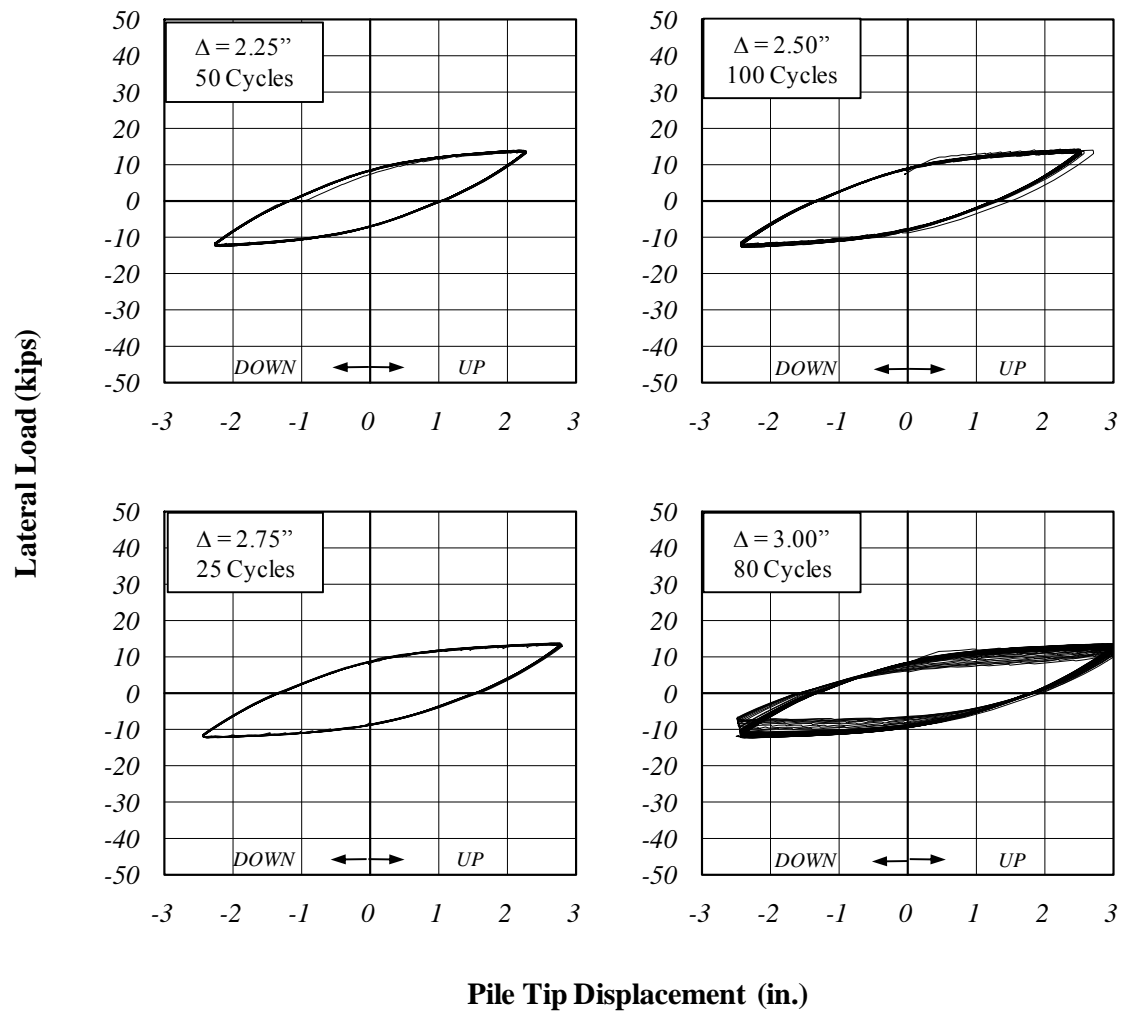 Lateral Load (kips)
50
40
30
20
10
0
-10
-20
-30
-40
-50
Δ = 2.25”
50 Cycles
DOWN UP
-3 -2 -1 0 1 2 3
50
40
30
20
10
0
-10
-20
-30
-40
-50
Δ = 2.50”
100 Cycles
DOWN UP
-3 -2 -1 0 1 2 3
50
40
30
20
10
0
-10
-20
-30
-40
-50
Δ = 2.75”
25 Cycles
DOWN UP
-3 -2 -1 0 1 2 3
50
40
30
20
10
0
-10
-20
-30
-40
-50
Δ = 3.00”
80 Cycles
DOWN UP
-3 -2 -1 0 1 2 3
Pile Tip Displacement (in.)